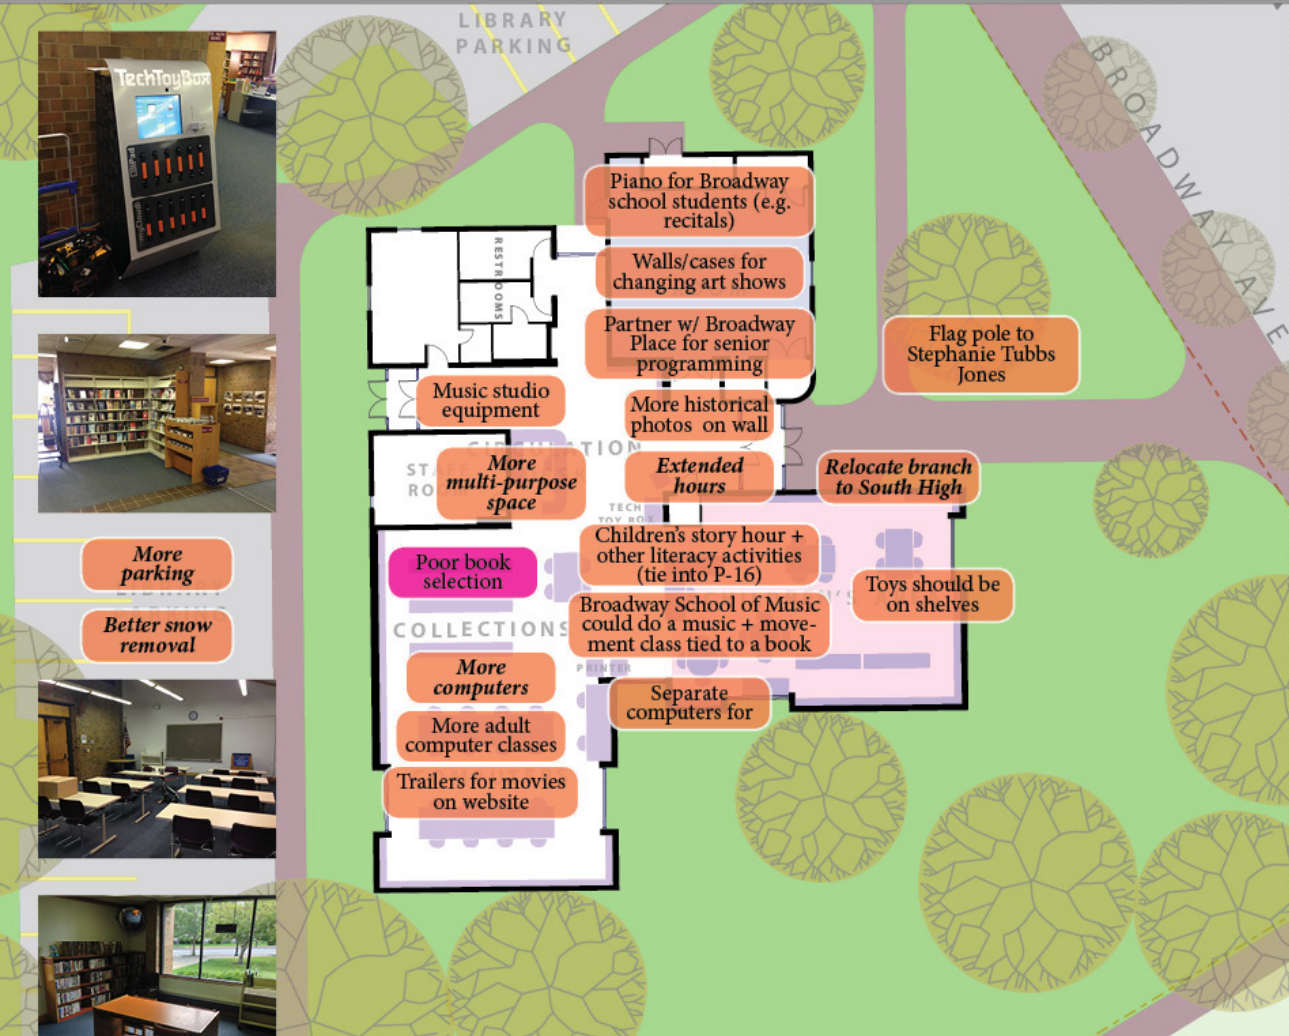 LIBRARY
PARKING
TechToyBox
BROADWAY AVE
Piano for Broadway
school students (e.g.
recitals)
RESTROOMS
Walls/cases for
changing art shows
Partner w/ Broadway
Place for senior
programming
Flag pole to
Stephanie Tubbs
Jones
Music studio
equipment
More historical
photos on wall
CIRCULATION
STAFF
ROOM
More
multi-purpose
space
Extended
hours
Relocate branch
to South High
TECH
TOY BOX
Children's story hour +
other literacy activities
(tie into P-16)
More
parking
LIBRARY
PARKING
Better snow
removal
Poor book
selection
Toys should be
on shelves
Broadway School of Music
could do a music + move-
ment class tied to a book
COLLECTIONS
PRINTER
More
computers
Separate
computers for
More adult
computer classes
Trailers for movies
on website